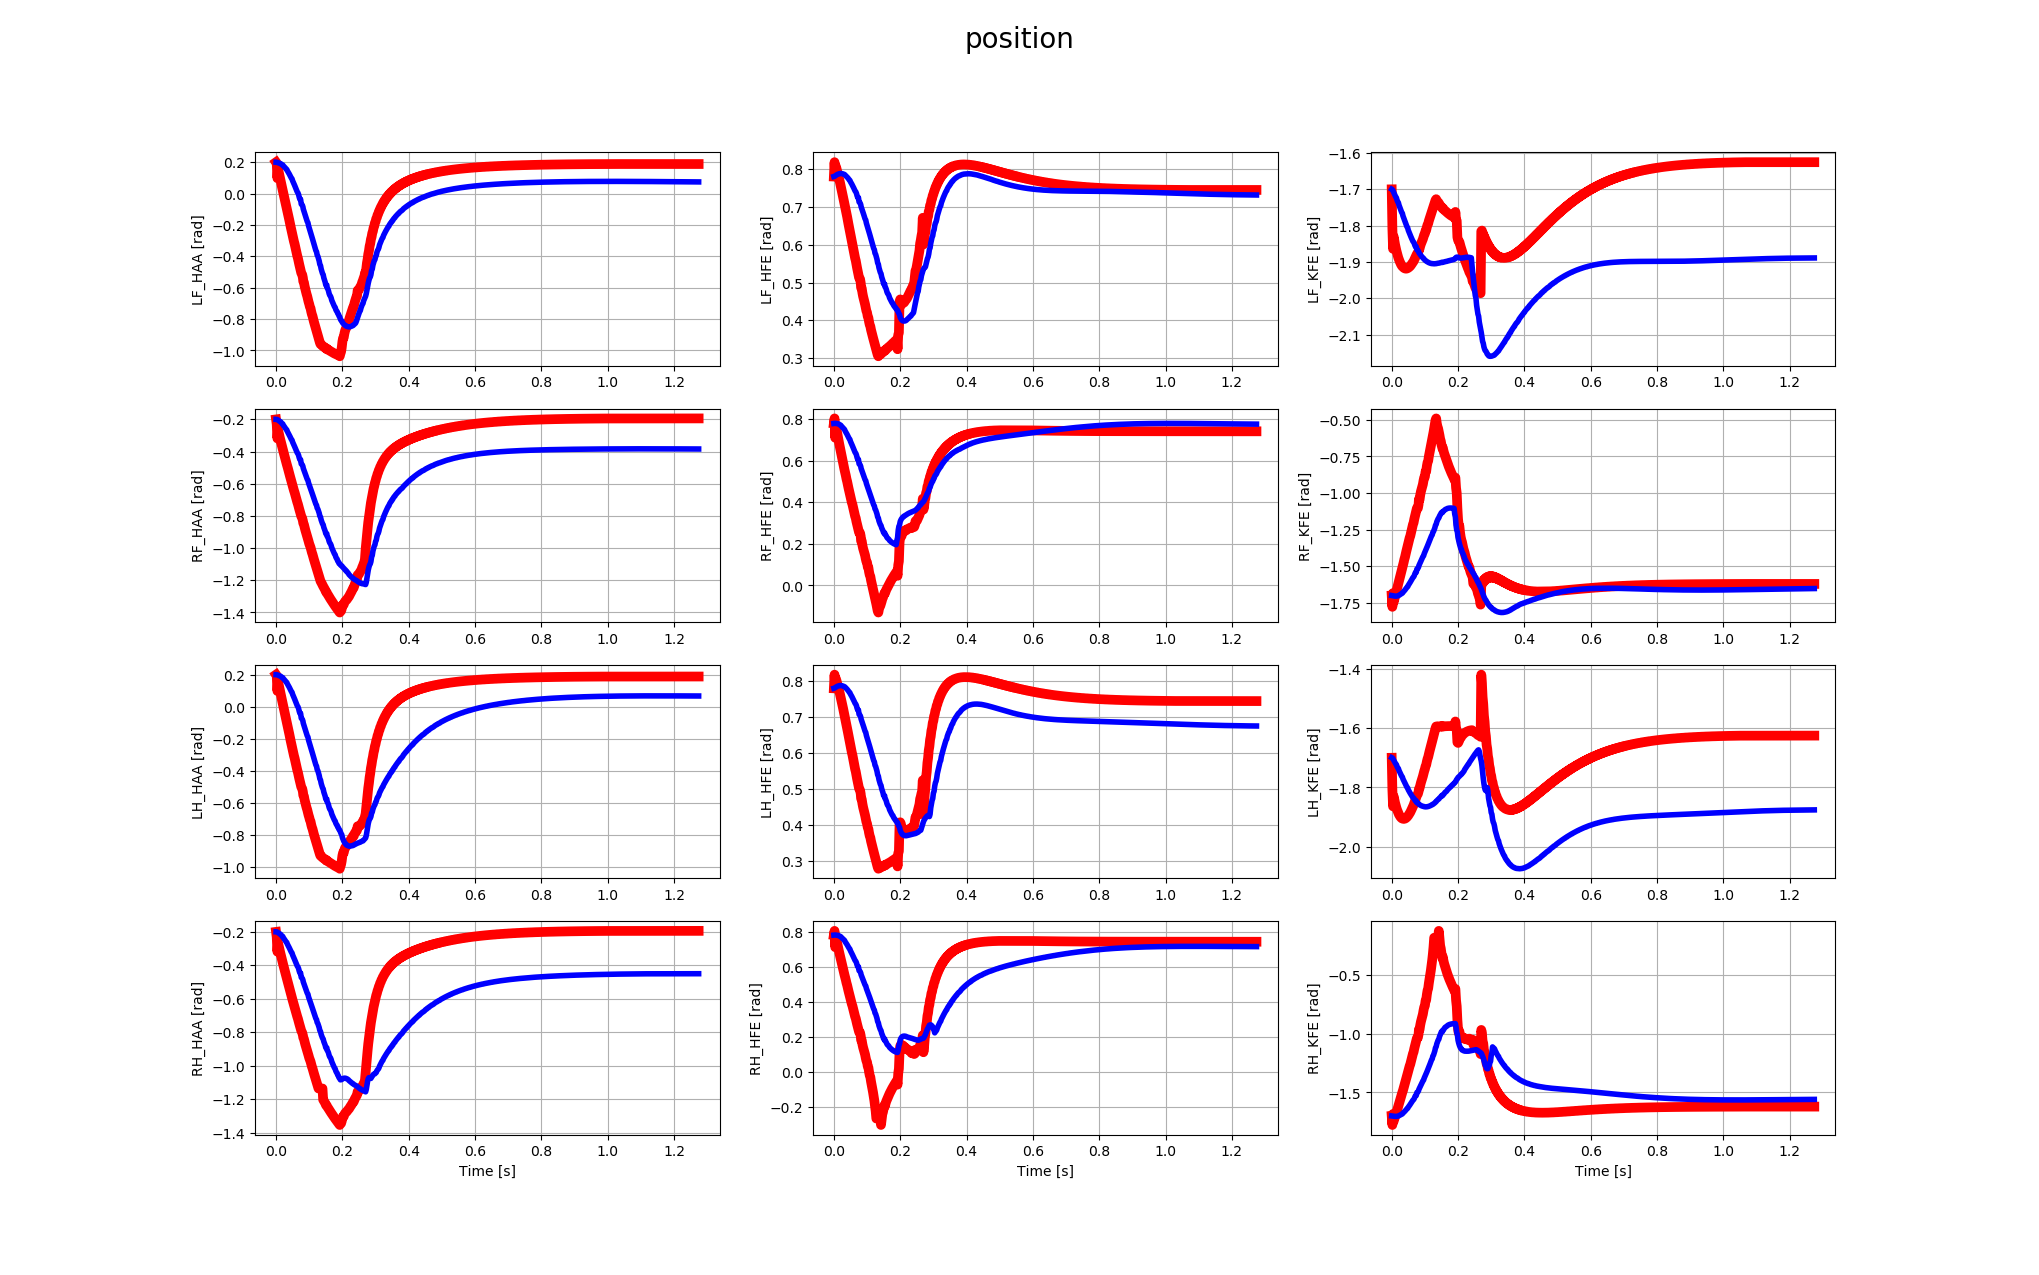 position
LF_HAA [rad]
0.2
0.0
−0.2
−0.4
−0.6
−0.8
−1.0
0.0 0.2 0.4 0.6 0.8 1.0 1.2
LF_HFE [rad]
0.8
0.7
0.6
0.5
0.4
0.3
0.0 0.2 0.4 0.6 0.8 1.0 1.2
LF_KFE [rad]
−1.6
−1.7
−1.8
−1.9
−2.0
−2.1
0.0 0.2 0.4 0.6 0.8 1.0 1.2
RF_HAA [rad]
−0.2
−0.4
−0.6
−0.8
−1.0
−1.2
−1.4
0.0 0.2 0.4 0.6 0.8 1.0 1.2
RF_HFE [rad]
0.8
0.6
0.4
0.2
0.0
0.0 0.2 0.4 0.6 0.8 1.0 1.2
RF_KFE [rad]
−0.50
−0.75
−1.00
−1.25
−1.50
−1.75
0.0 0.2 0.4 0.6 0.8 1.0 1.2
LH_HAA [rad]
0.2
0.0
−0.2
−0.4
−0.6
−0.8
−1.0
0.0 0.2 0.4 0.6 0.8 1.0 1.2
LH_HFE [rad]
0.8
0.7
0.6
0.5
0.4
0.3
0.0 0.2 0.4 0.6 0.8 1.0 1.2
LH_KFE [rad]
−1.4
−1.6
−1.8
−2.0
0.0 0.2 0.4 0.6 0.8 1.0 1.2
RH_HAA [rad]
−0.2
−0.4
−0.6
−0.8
−1.0
−1.2
−1.4
0.0 0.2 0.4 0.6 0.8 1.0 1.2
Time [s]
RH_HFE [rad]
0.8
0.6
0.4
0.2
0.0
−0.2
0.0 0.2 0.4 0.6 0.8 1.0 1.2
Time [s]
RH_KFE [rad]
−0.5
−1.0
−1.5
0.0 0.2 0.4 0.6 0.8 1.0 1.2
Time [s]